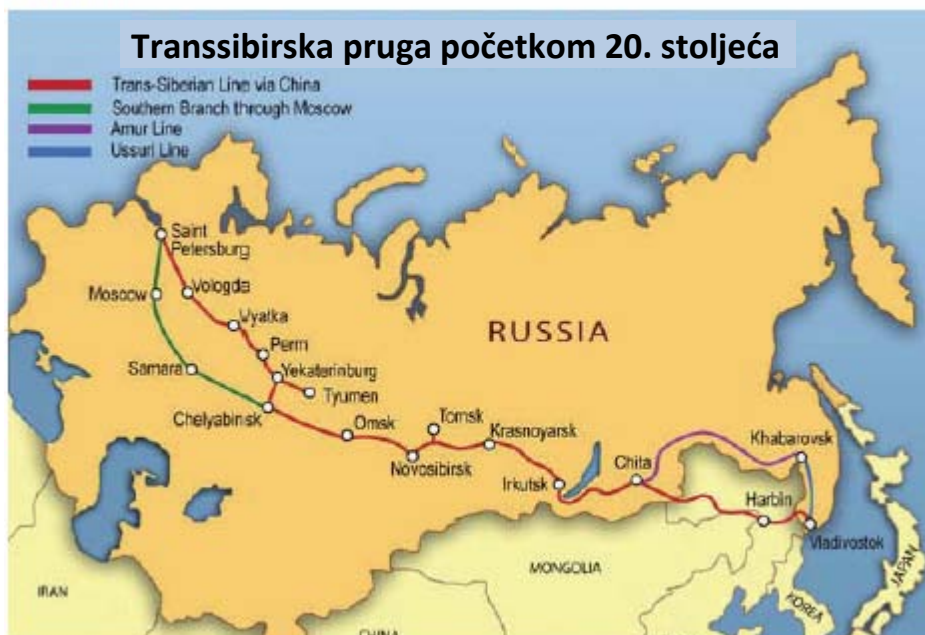 Transsibirska pruga početkom 20. stoljeća
Trans-Siberian Line via China
Southern Branch through Moscow
Amur Line
Ussuri Line
Saint
Petersburg
Moscow
Vologda
Vyatka
Perm
Samara
Yekaterinburg
Tyumen
Chelyabinsk
RUSSIA
Omsk
Tomsk
Krasnoyarsk
Novosibirsk
Irkutsk
Chita
Khabarovsk
Harbin
Vladivostok
IRAN
MONGOLIA
CHINA
KOREA
JAPAN